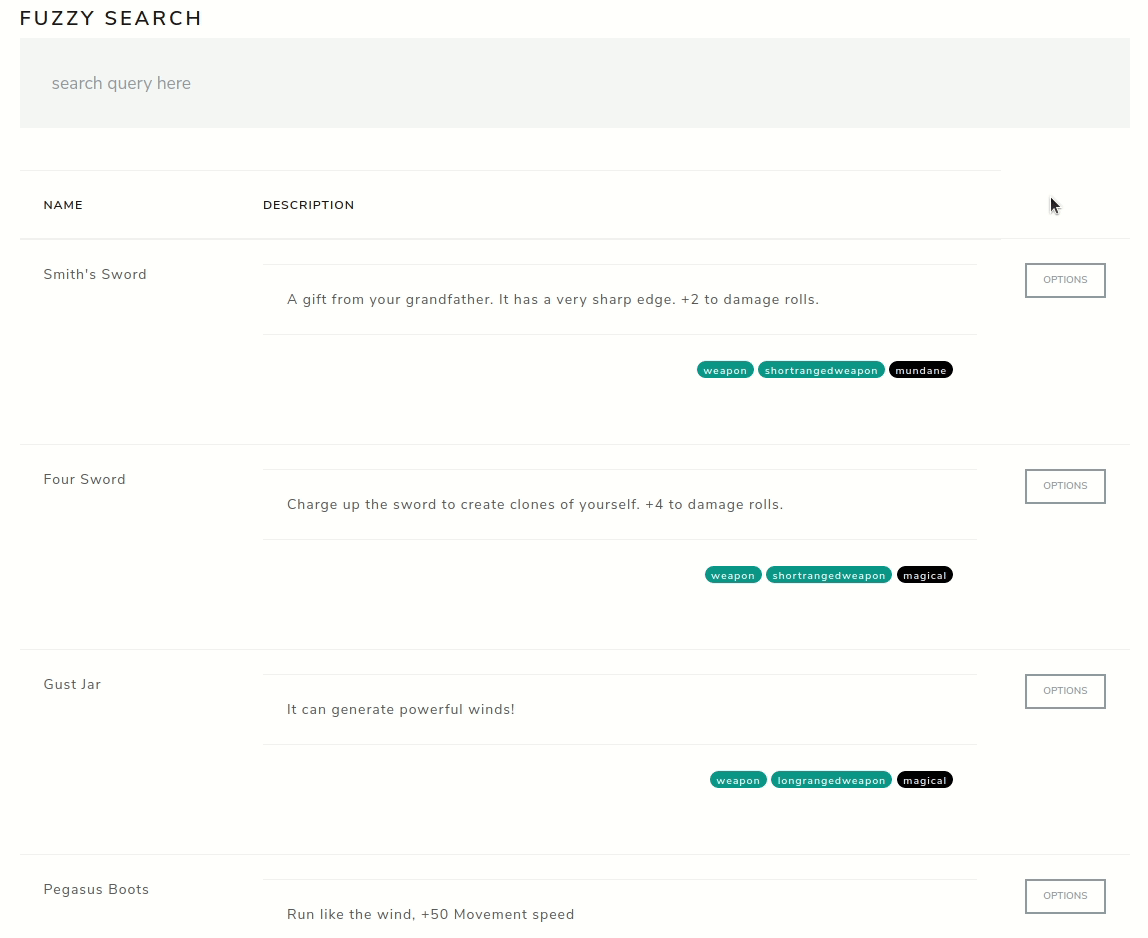 FUZZY SEARCH
search query here
NAME DESCRIPTION
Smith's Sword
A gift from your grandfather. It has a very sharp edge. +2 to damage rolls.
OPTIONS
weapon shortrangedweapon mundane
Four Sword
Charge up the sword to create clones of yourself. +4 to damage rolls.
OPTIONS
weapon shortrangedweapon magical
Gust Jar
It can generate powerful winds!
OPTIONS
weapon longrangedweapon magical
Pegasus Boots
Run like the wind, +50 Movement speed
OPTIONS